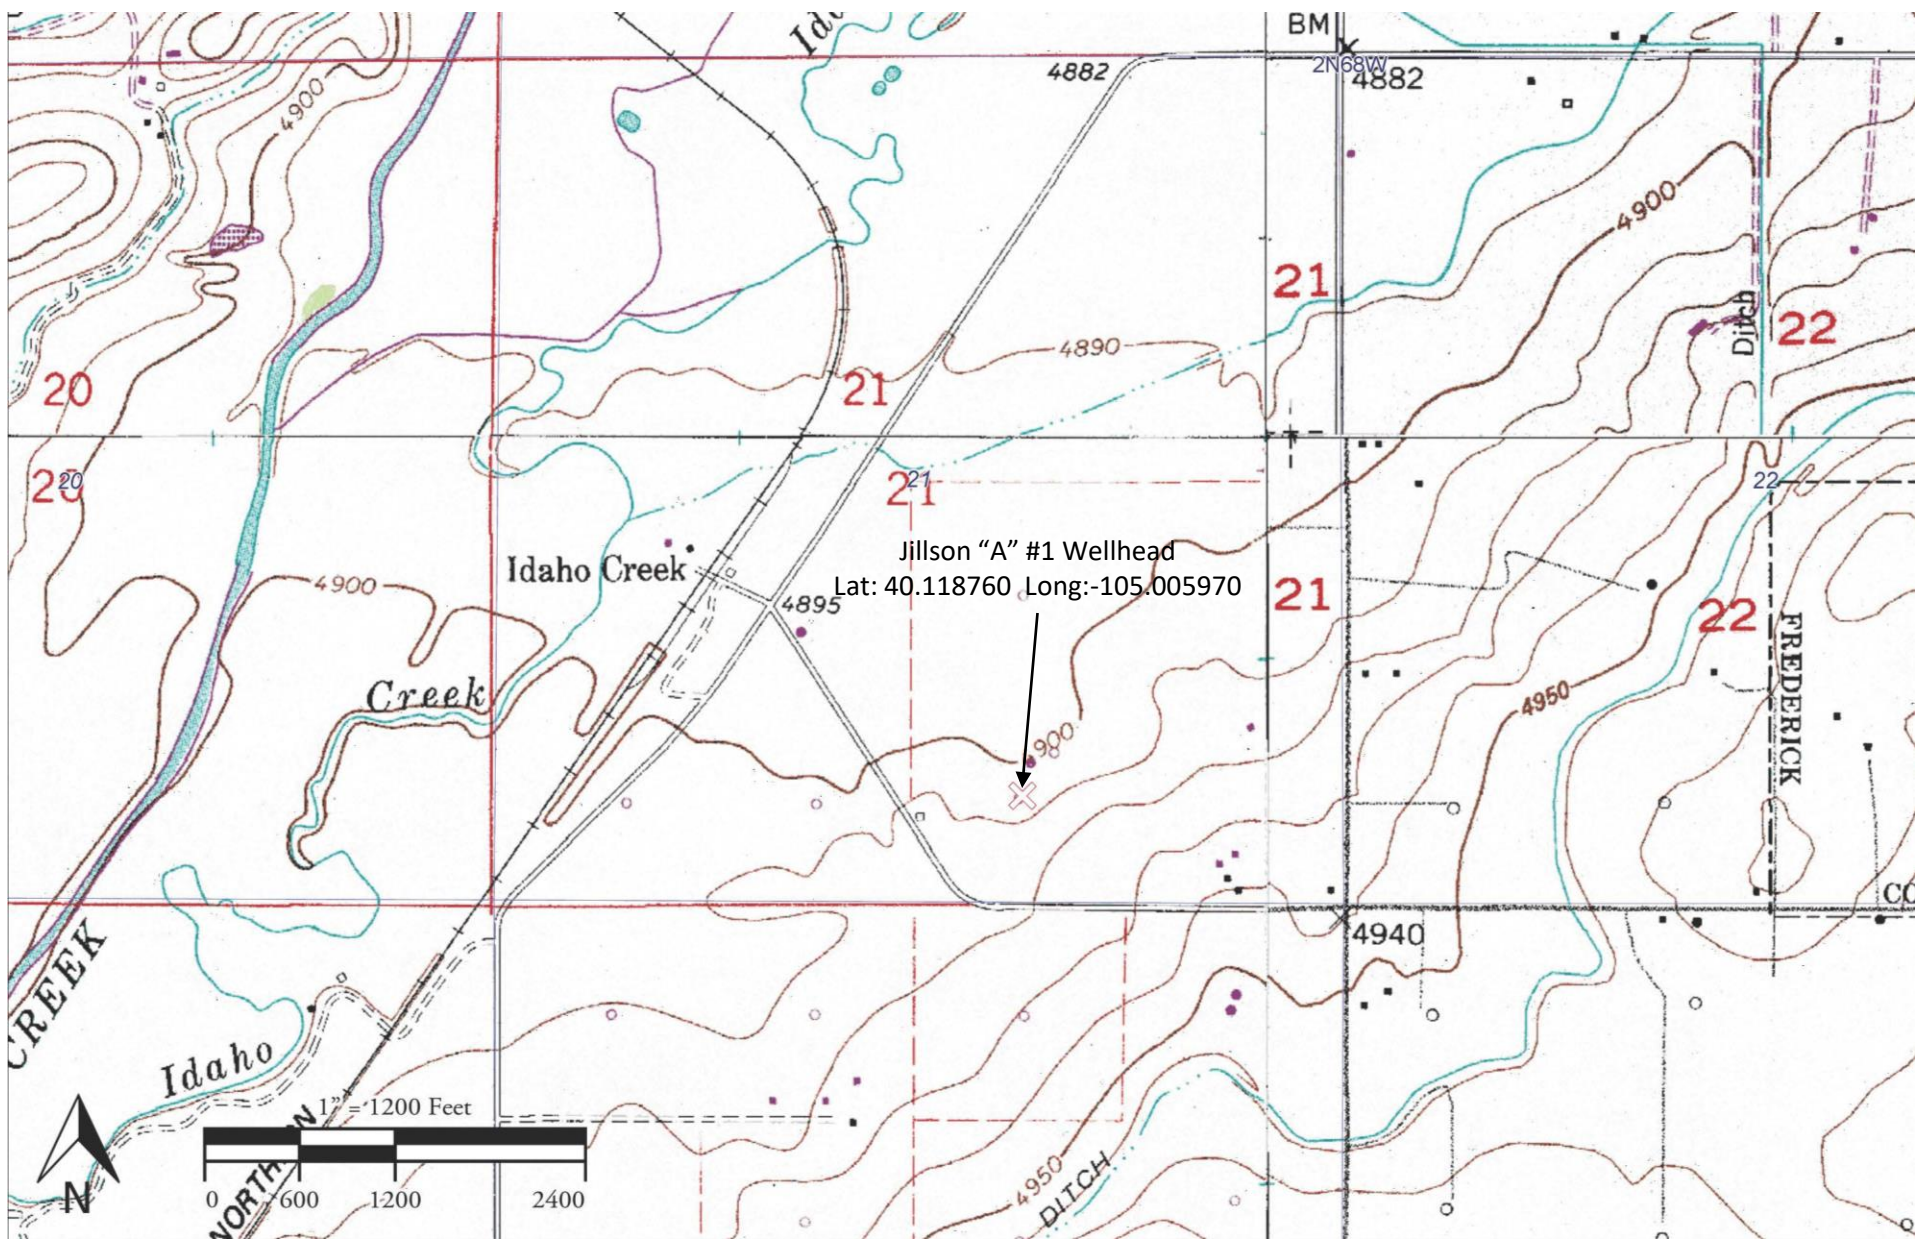 Id
BM
2N68W
4882
4882
4900
4900
21
Ditch
22
4890
20
21
20
20
21
21
22
Jillson “A” #1 Wellhead
Lat: 40.118760 Long:-105.005970
Idaho Creek
4900
4895
21
22
FREDERICK
Creek
4950
900
CO
4940
CREEK
Idaho
1” = 1200 Feet
NORTH
N
0 600 1200 2400
N
4950
DITCH